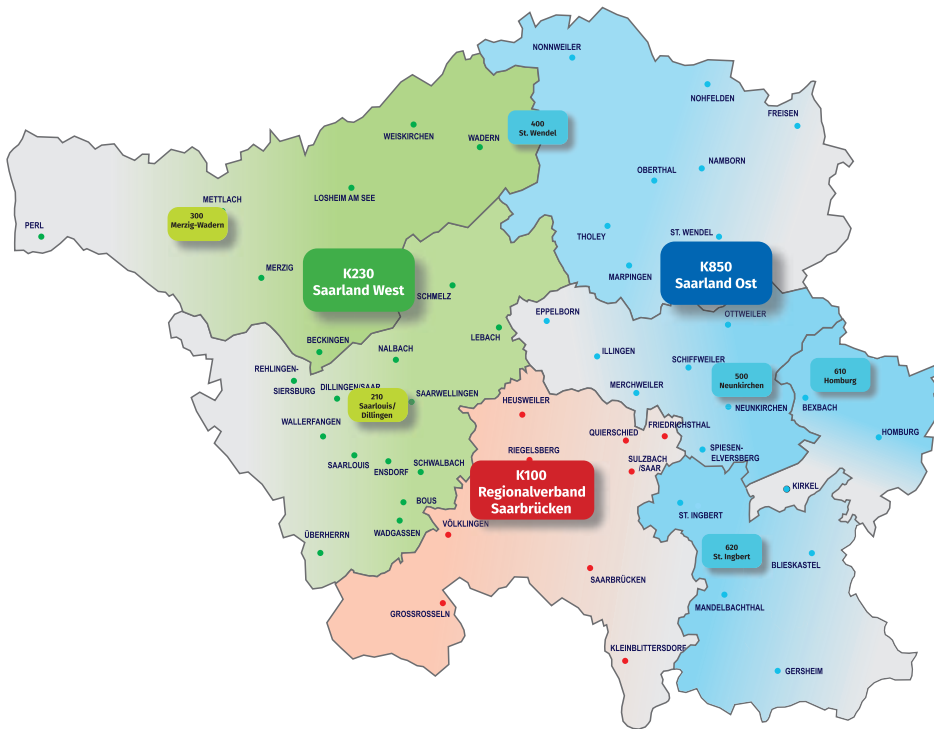 NONNWEILER
NOHFELDEN
FREISEN
400
St. Wendel
WEISKIRCHEN
WADERN
OBERTHAL
NAMBORN
LOSHEIM AM SEE
METTLACH
300
Merzig-Wadern
PERL
THOLEY
ST. WENDEL
MERZIG
K230
Saarland West
MARPINGEN
K850
Saarland Ost
SCHMELZ
EPPELBORN
OTTWEILER
LEBACH
BECKINGEN
NALBACH
ILLINGEN
SCHIFFWEILER
REHLINGEN-
SIERSBURG
DILLINGEN/SAAR
210
Saarlouis/
Dillingen
SAARWELLINGEN
MERCHWEILER
500
Neunkirchen
610
Homburg
BEXBACH
HEUSWEILER
NEUNKIRCHEN
WALLERFANGEN
QUIERSCHIED
FRIEDRICHSTHAL
HOMBURG
RIEGELSBERG
SPIESEN-
ELVERSBERG
SAARLOUIS
ENSDORF
SCHWALBACH
SULZBACH
/SAAR
K100
Regionalverband
Saarbrücken
KIRKEL
BOUS
ST. INGBERT
VÖLKLINGEN
WADGASSEN
ÜBERHERRN
620
St. Ingbert
BLIESKASTEL
SAARBRÜCKEN
MANDELBACHTHAL
GROSSROSSELN
KLEINBLITTERSDORF
GERSHEIM